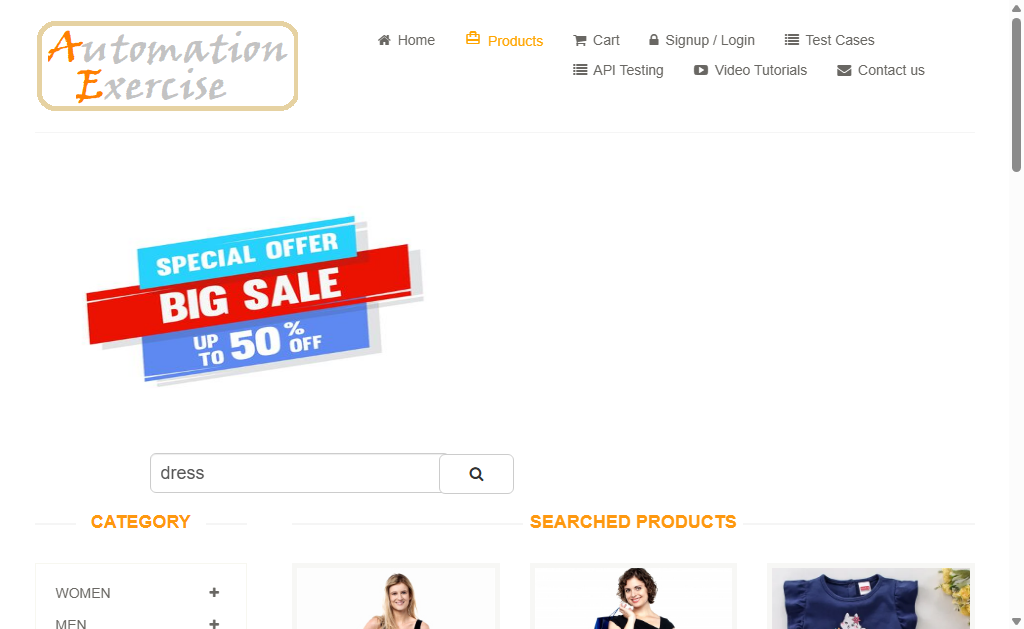 Automation
Exercise
Home
Products
Cart
Signup / Login
Test Cases
API Testing
Video Tutorials
Contact us
SPECIAL OFFER
BIG SALE
UP TO 50% OFF
dress
CATEGORY
SEARCHED PRODUCTS
WOMEN
MEN